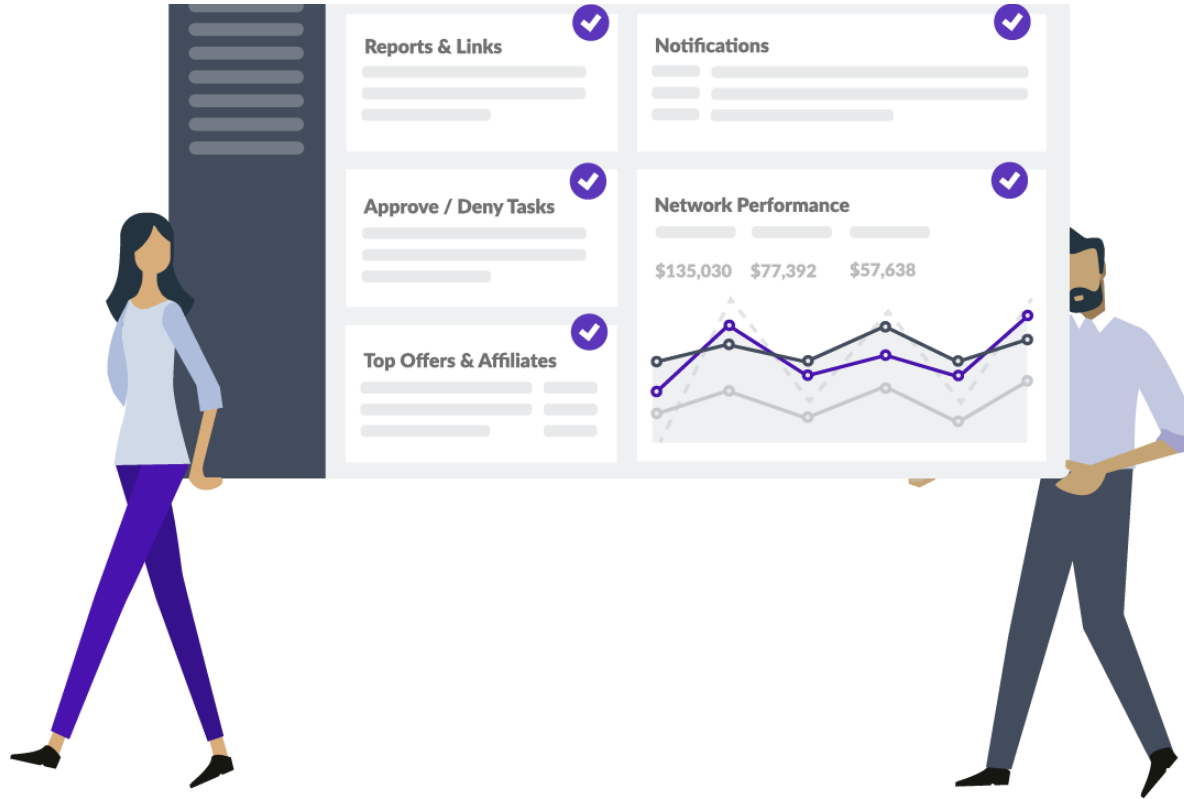 Reports & Links
Notifications
Approve / Deny Tasks
Network Performance
$135,030 $77,392 $57,638
Top Offers & Affiliates